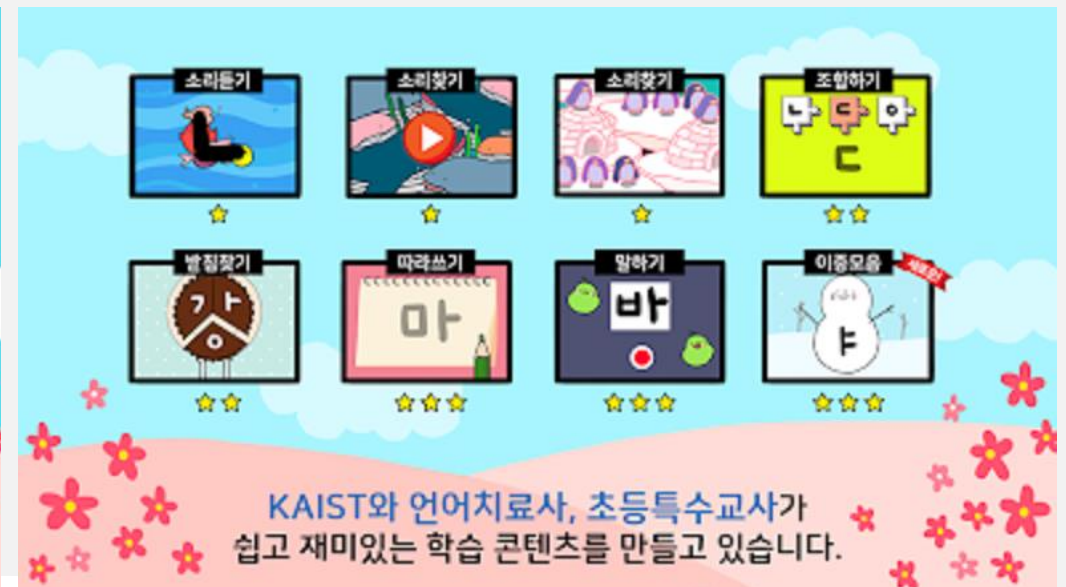 소리듣기
소리찾기
소리찾기
조합하기
ㄴ ㄷ ㅇ
ㄷ
받침찾기
따라쓰기
말하기
이중모음
새로운!
강
마
바
ㅑ
KAIST와 언어치료사, 초등특수교사가
쉽고 재미있는 학습 콘텐츠를 만들고 있습니다.